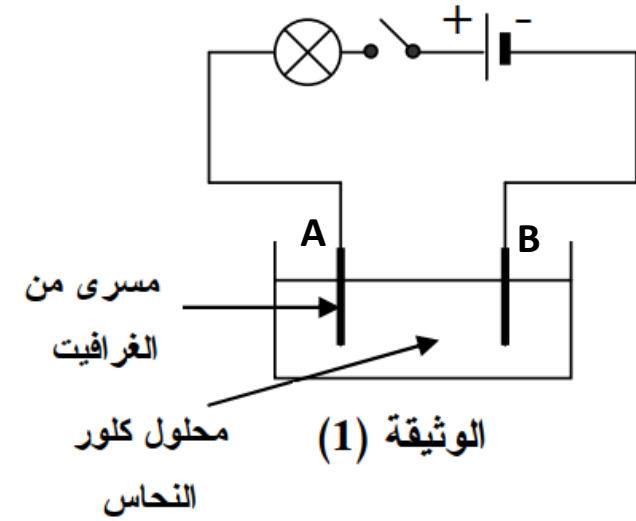 + -
A
B
مسرى من
الغرافيت
محلول كلور
النحاس
الوثيقة (1)